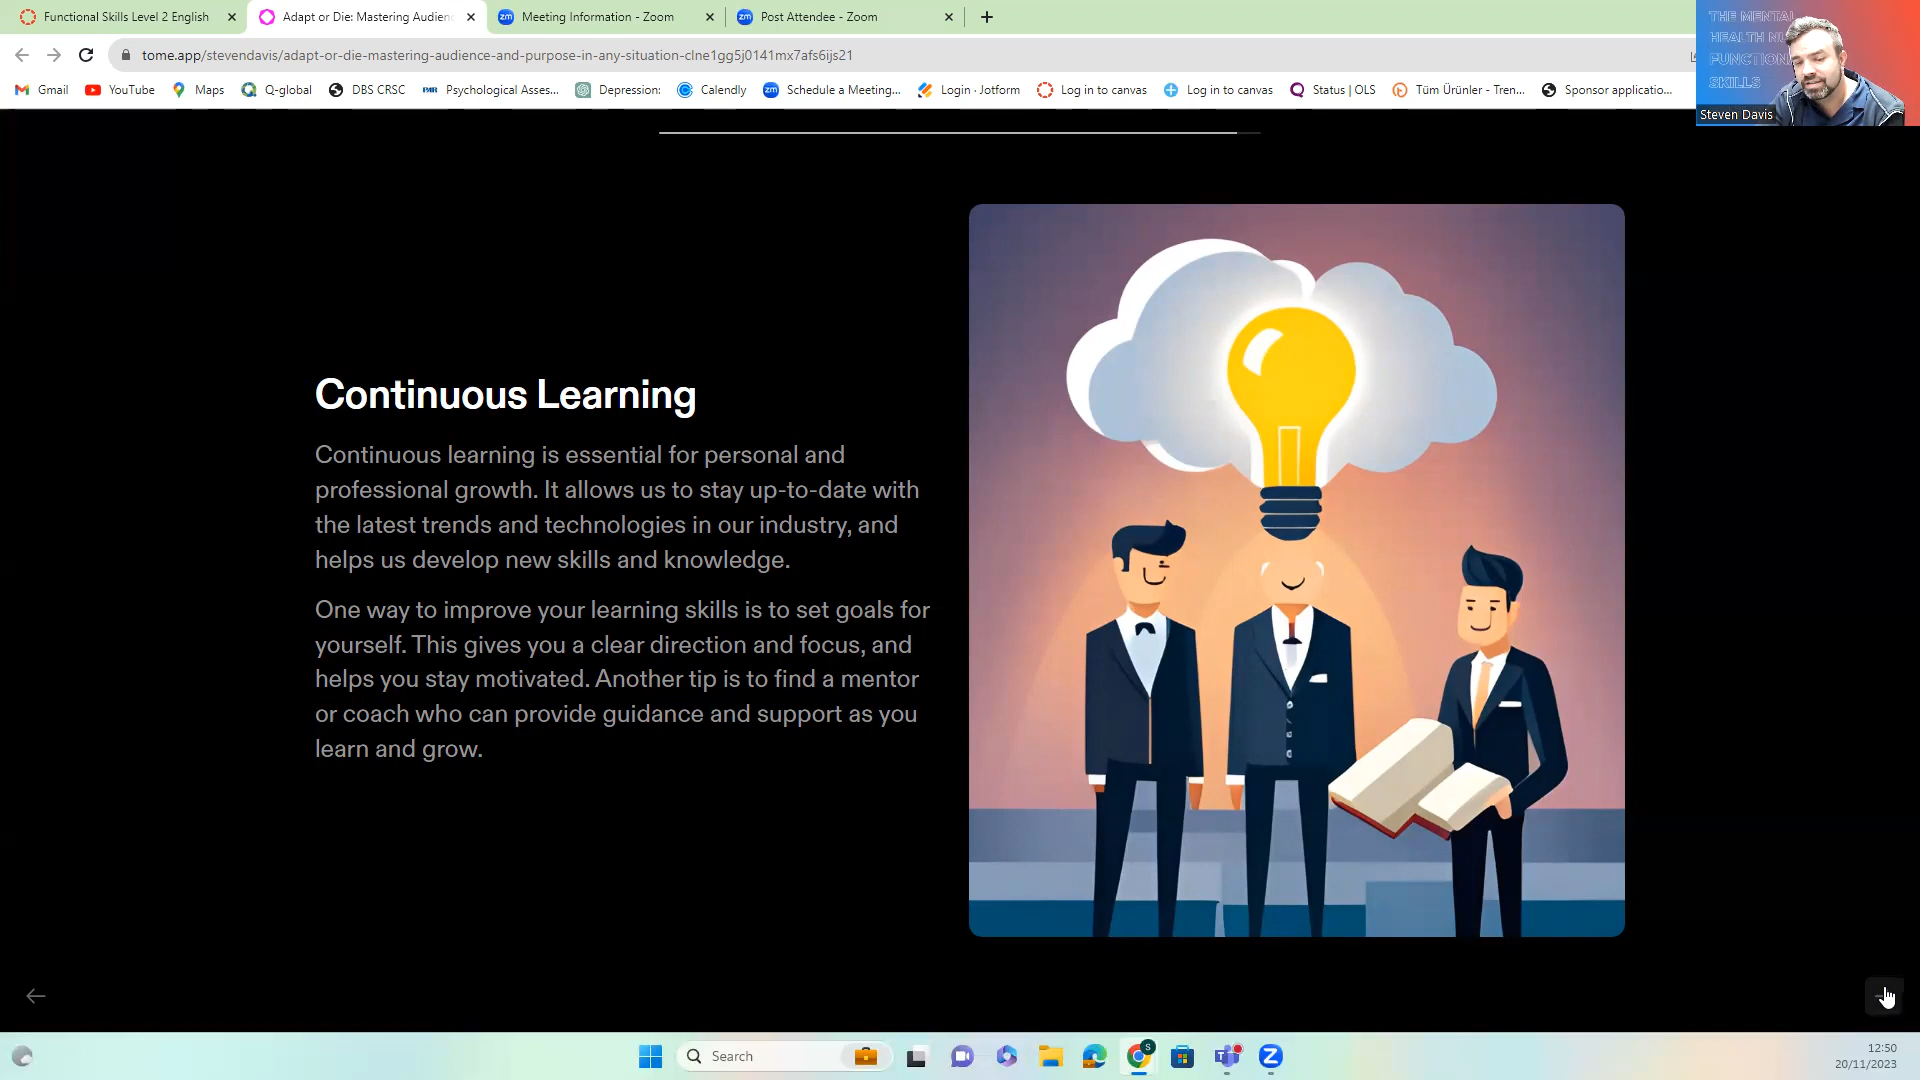 Functional Skills Level 2 English
Adapt or Die: Mastering Audien
Meeting Information - Zoom
Post Attendee - Zoom
tome.app/stevendavis/adapt-or-die-mastering-audience-and-purpose-in-any-situation-clne1gg5j0141mx7afs6ijs21
Gmail YouTube Maps Q-global DBS CRSC Psychological Asses... Depression: Calendly Schedule a Meeting... Login · Jotform Log in to canvas Log in to canvas Status | OLS Tüm Ürünler - Tren... Sponsor applicatio...
THE MENTAL
HEALTH
FUNCTION
SKILLS
Steven Davis
Continuous Learning
Continuous learning is essential for personal and
professional growth. It allows us to stay up-to-date with
the latest trends and technologies in our industry, and
helps us develop new skills and knowledge.
One way to improve your learning skills is to set goals for
yourself. This gives you a clear direction and focus, and
helps you stay motivated. Another tip is to find a mentor
or coach who can provide guidance and support as you
learn and grow.
Search
12:50
20/11/2023